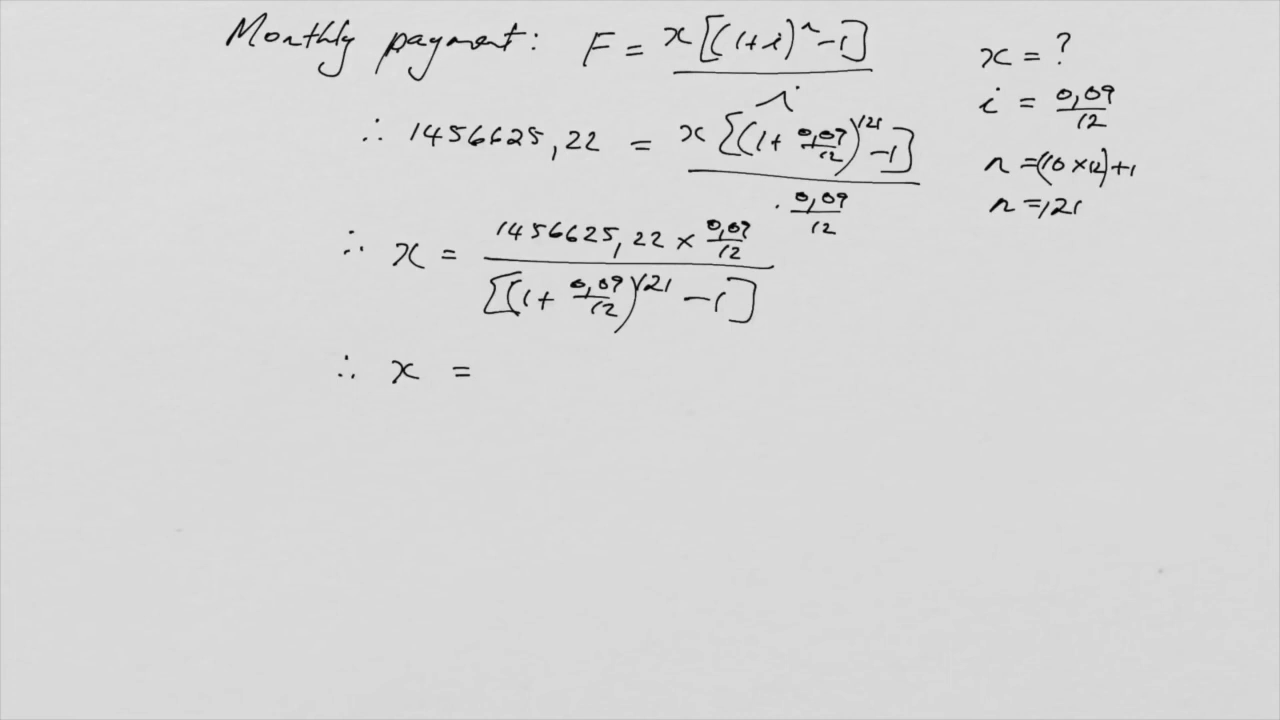 Monthly payment: F = x[(1+i)^n -1] / i
x = ?
i = 0,09/12
∴ 1456625,22 = x[(1+ 0,09/12)^121 -1] / 0,09/12
n =(10×12)+1
n =121
∴ x = 1456625,22 × 0,09/12 / [(1+ 0,09/12)^121 -1]
∴ x =